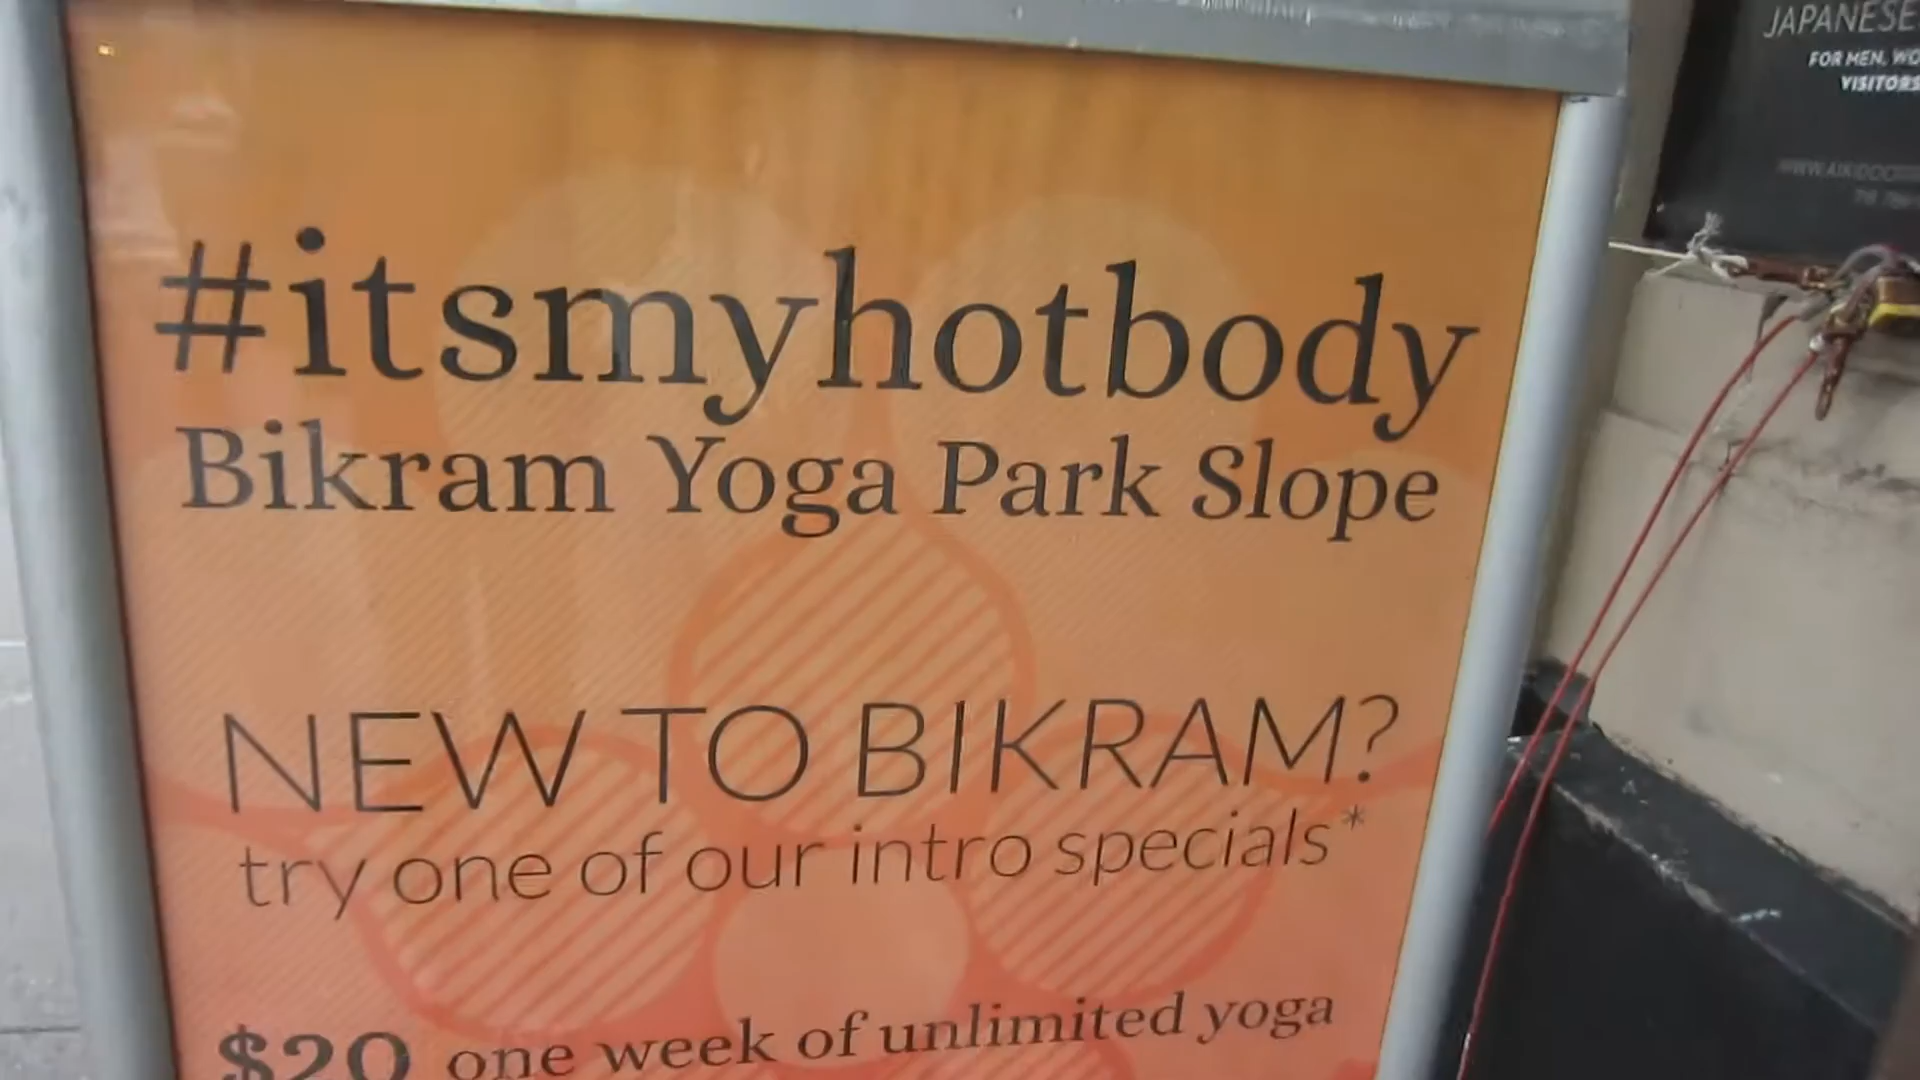 #itsmyhotbody
Bikram Yoga Park Slope
NEW TO BIKRAM?
try one of our intro specials*
$20 one week of unlimited yoga
JAPANESE
FOR MEN, WO
VISITORS